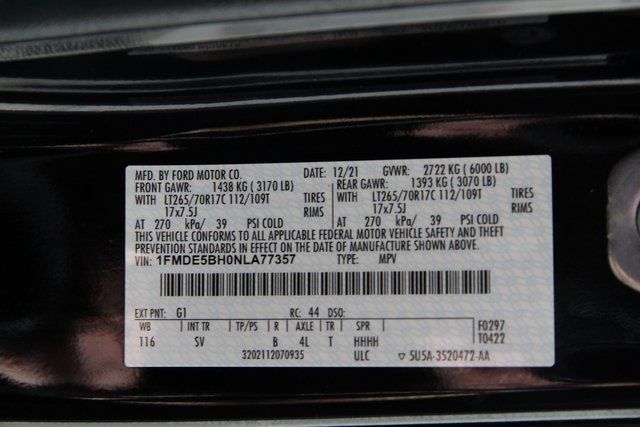 MFD. BY FORD MOTOR CO. DATE: 12/21 GVWR: 2722 KG ( 6000 LB)
FRONT GAWR: 1438 KG ( 3170 LB) REAR GAWR: 1393 KG ( 3070 LB)
WITH LT265/70R17C 112/109T TIRES WITH LT265/70R17C 112/109T TIRES
17x7.5J RIMS 17x7.5J RIMS
AT 270 kPa/ 39 PSI COLD AT 270 kPa/ 39 PSI COLD
THIS VEHICLE CONFORMS TO ALL APPLICABLE FEDERAL MOTOR VEHICLE SAFETY AND THEFT
PREVENTION STANDARDS IN EFFECT ON THE DATE OF MANUFACTURE SHOWN ABOVE.
VIN: 1FMDE5BH0NLA77357 TYPE: MPV
EXT PNT: G1 RC: 44 DSO:
WB INT TR TP/PS R AXLE TR SPR F0297
116 SV B 4L T HHHH T0422
3202112070935 ULC ▽ 5U5A-3520472-AA